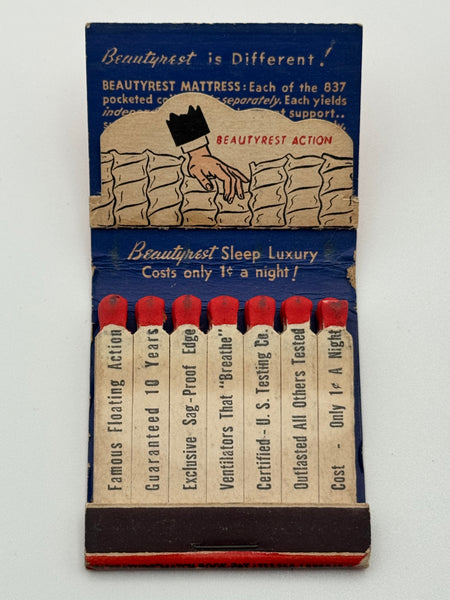 Beautyrest is Different!
BEAUTYREST MATTRESS: Each of the 837
pocketed separately. Each yields
support..
BEAUTYREST ACTION
Beautyrest Sleep Luxury
Costs only 1¢ a night!
Famous Floating Action
Guaranteed 10 Years
Exclusive Sag-Proof Edge
Ventilators That "Breathe"
Certified - U. S. Testing Co.
Outlasted All Others Tested
Cost - Only 1¢ A Night